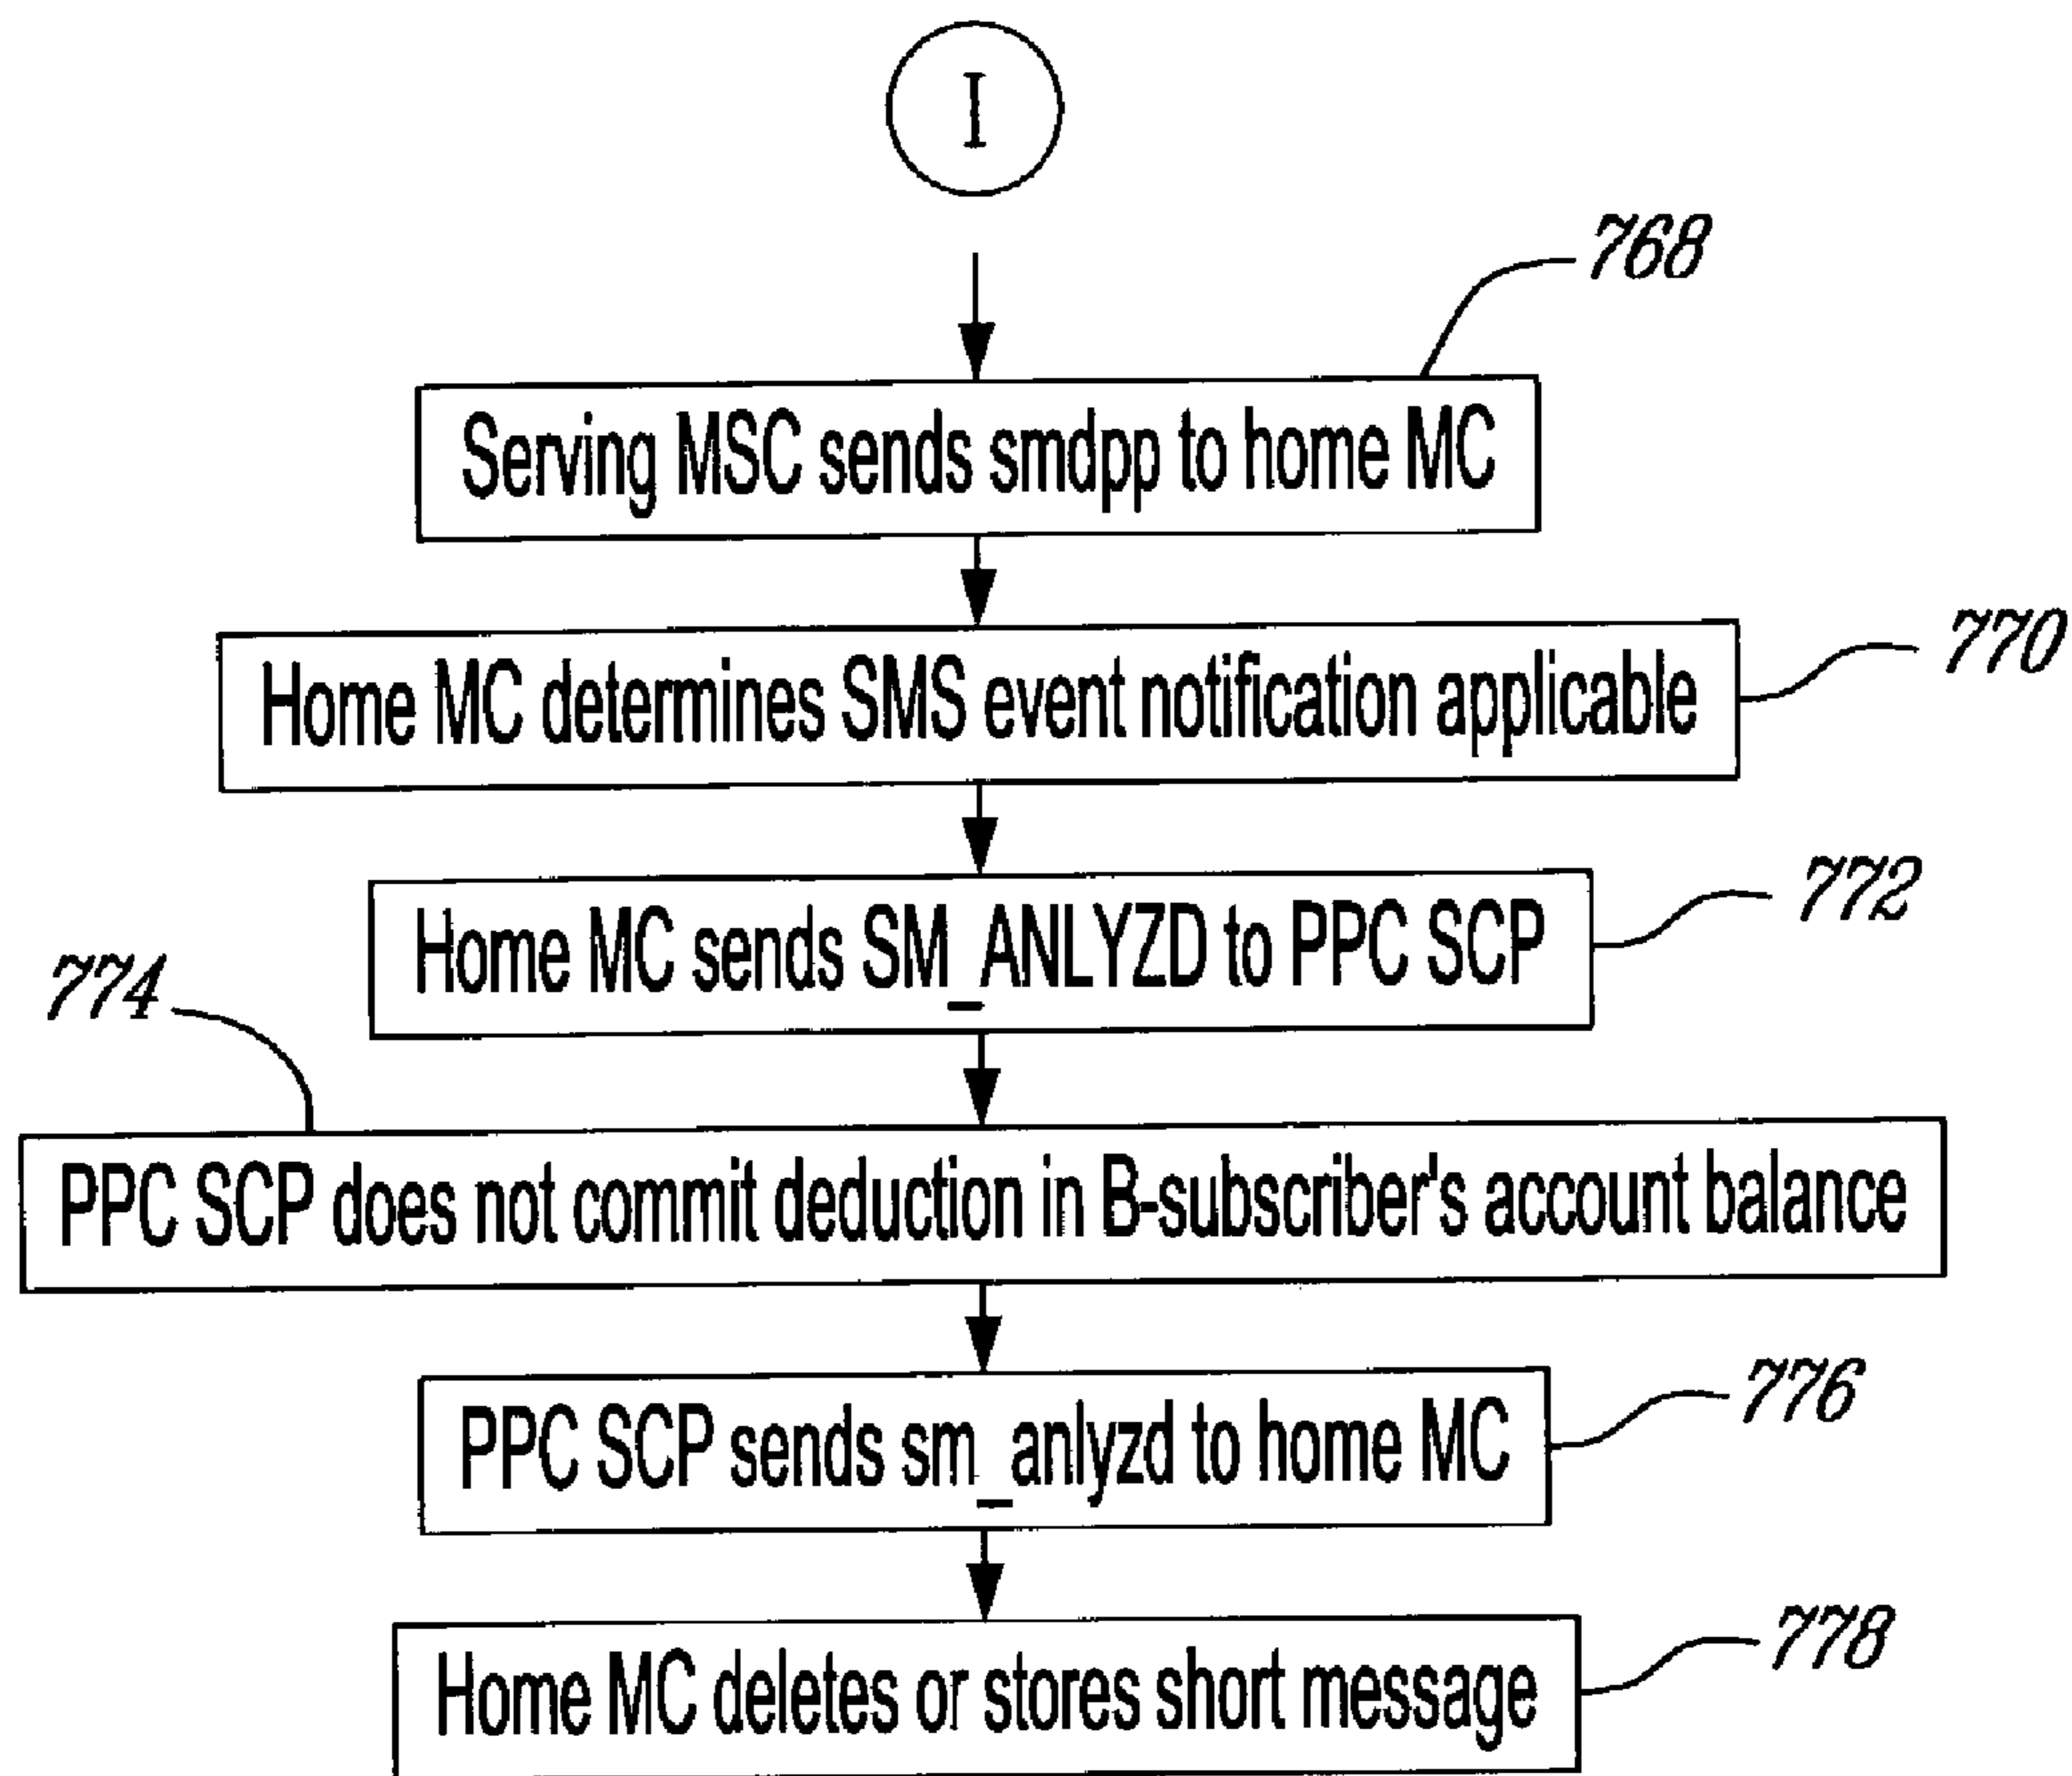 I
768
Serving MSC sends smdpp to home MC
770
Home MC determines SMS event notification applicable
772
Home MC sends SM_ANLYZD to PPC SCP
774
PPC SCP does not commit deduction in B-subscriber's account balance
776
PPC SCP sends sm_anlyzd to home MC
778
Home MC deletes or stores short message